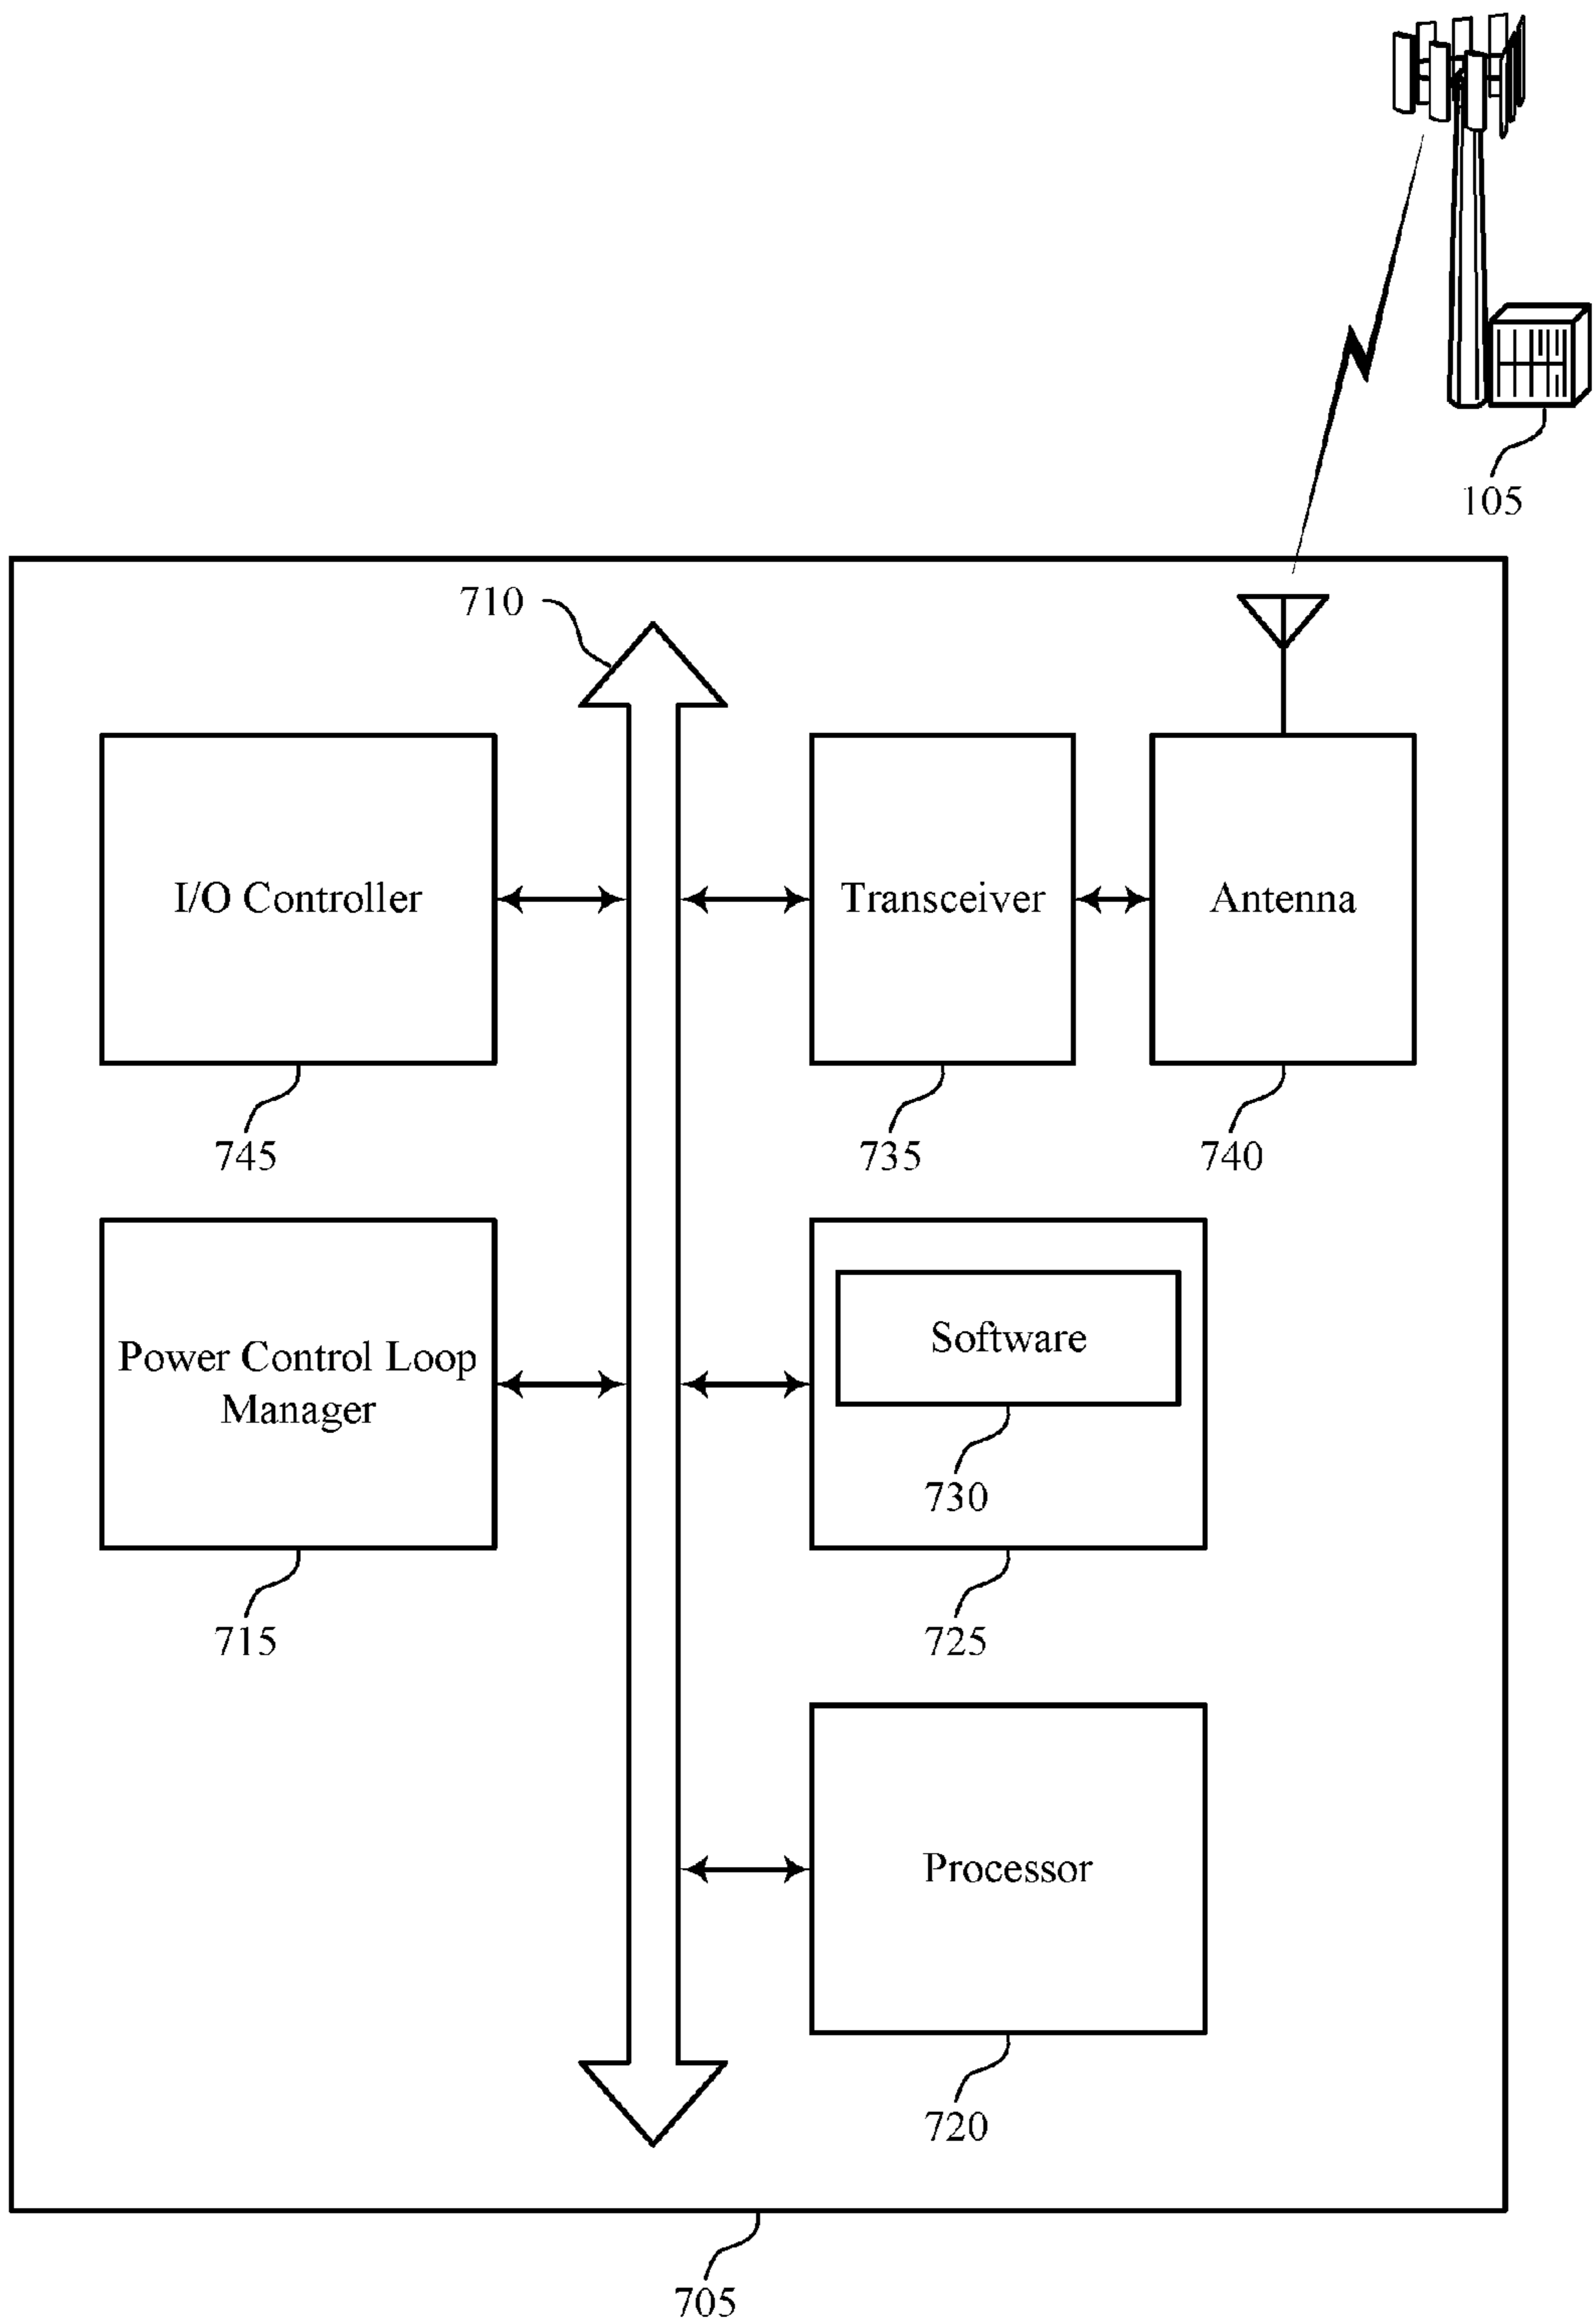 105
710
I/O Controller
Transceiver
Antenna
745
735
740
Power Control Loop
Manager
Software
730
715
725
Processor
720
705